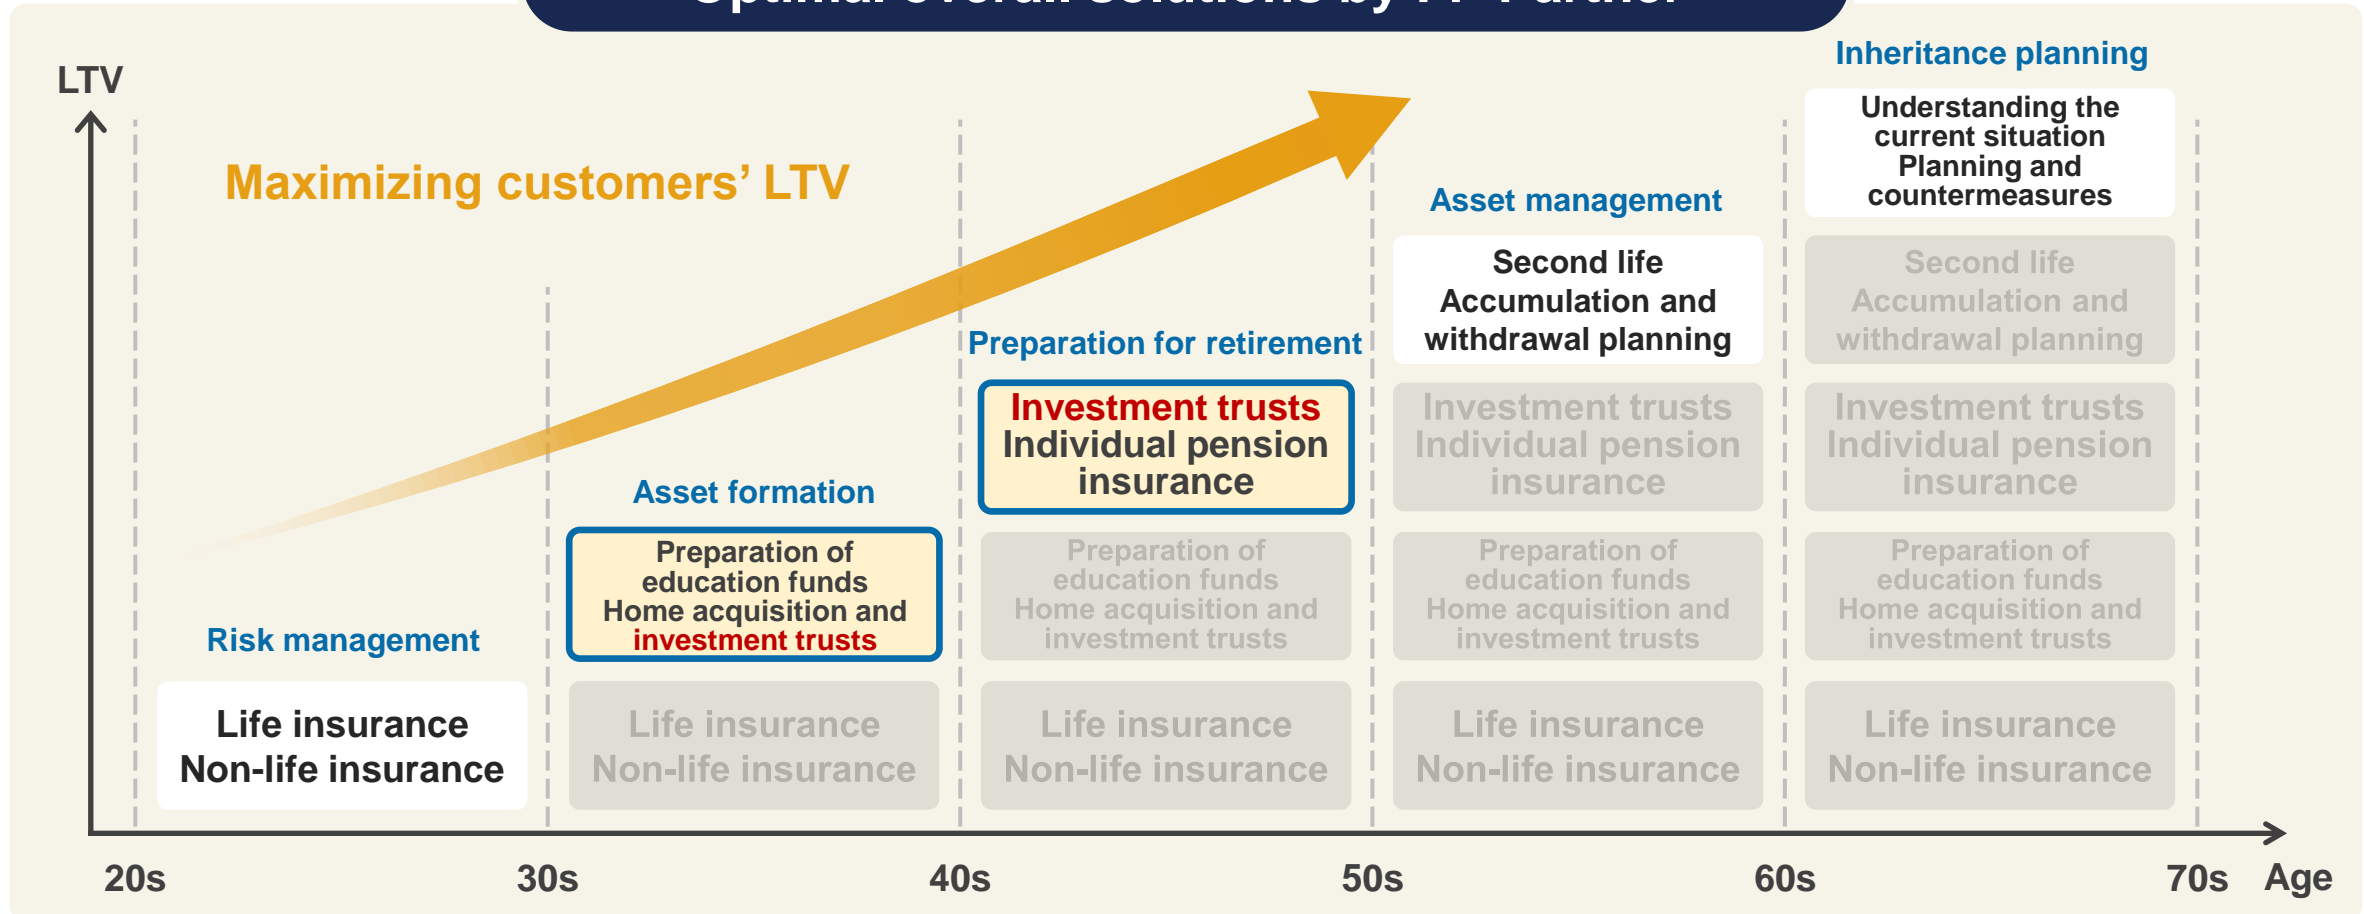 Optimal overall solutions by FP Partner
LTV
Maximizing customers’ LTV
Risk management
Life insurance
Non-life insurance
Asset formation
Preparation of
education funds
Home acquisition and
investment trusts
Life insurance
Non-life insurance
Preparation for retirement
Investment trusts
Individual pension
insurance
Preparation of
education funds
Home acquisition and
investment trusts
Life insurance
Non-life insurance
Asset management
Second life
Accumulation and
withdrawal planning
Investment trusts
Individual pension
insurance
Preparation of
education funds
Home acquisition and
investment trusts
Life insurance
Non-life insurance
Inheritance planning
Understanding the
current situation
Planning and
countermeasures
Second life
Accumulation and
withdrawal planning
Investment trusts
Individual pension
insurance
Preparation of
education funds
Home acquisition and
investment trusts
Life insurance
Non-life insurance
20s 30s 40s 50s 60s 70s Age